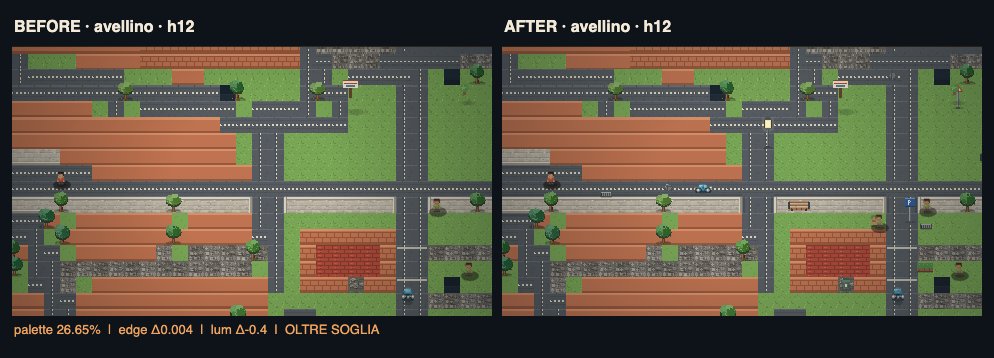 BEFORE · avellino · h12
AFTER · avellino · h12
P
palette 26.65% | edge Δ0.004 | lum Δ-0.4 | OLTRE SOGLIA